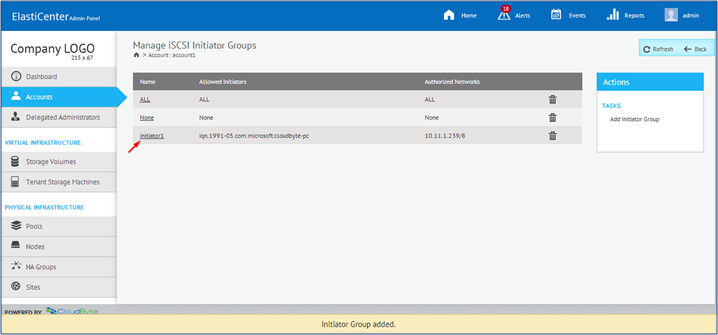 ElastiCenter Admin Panel
Home
18
Alerts
Events
Reports
admin
Company LOGO
215 x 67
Dashboard
Accounts
Delegated Administrators
VIRTUAL INFRASTRUCTURE
Storage Volumes
Tenant Storage Machines
PHYSICAL INFRASTRUCTURE
Pools
Nodes
HA Groups
Sites
POWERED BY CloudByte
Manage iSCSI Initiator Groups
> Account : account1
Refresh
Back
Name Allowed Initiators Authorized Networks
ALL ALL ALL
None None None
Initiator1 iqn.1991-05.com.microsoft:cloudbyte-pc 10.11.1.239/8
Actions
TASKS
Add Initiator Group
Initiator Group added.